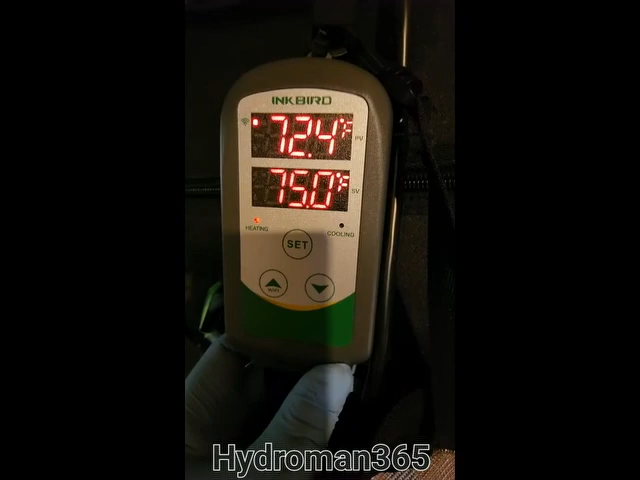 INKBIRD
72.4°F
PV
75.0°F
SV
HEATING
COOLING
SET
Hydroman365